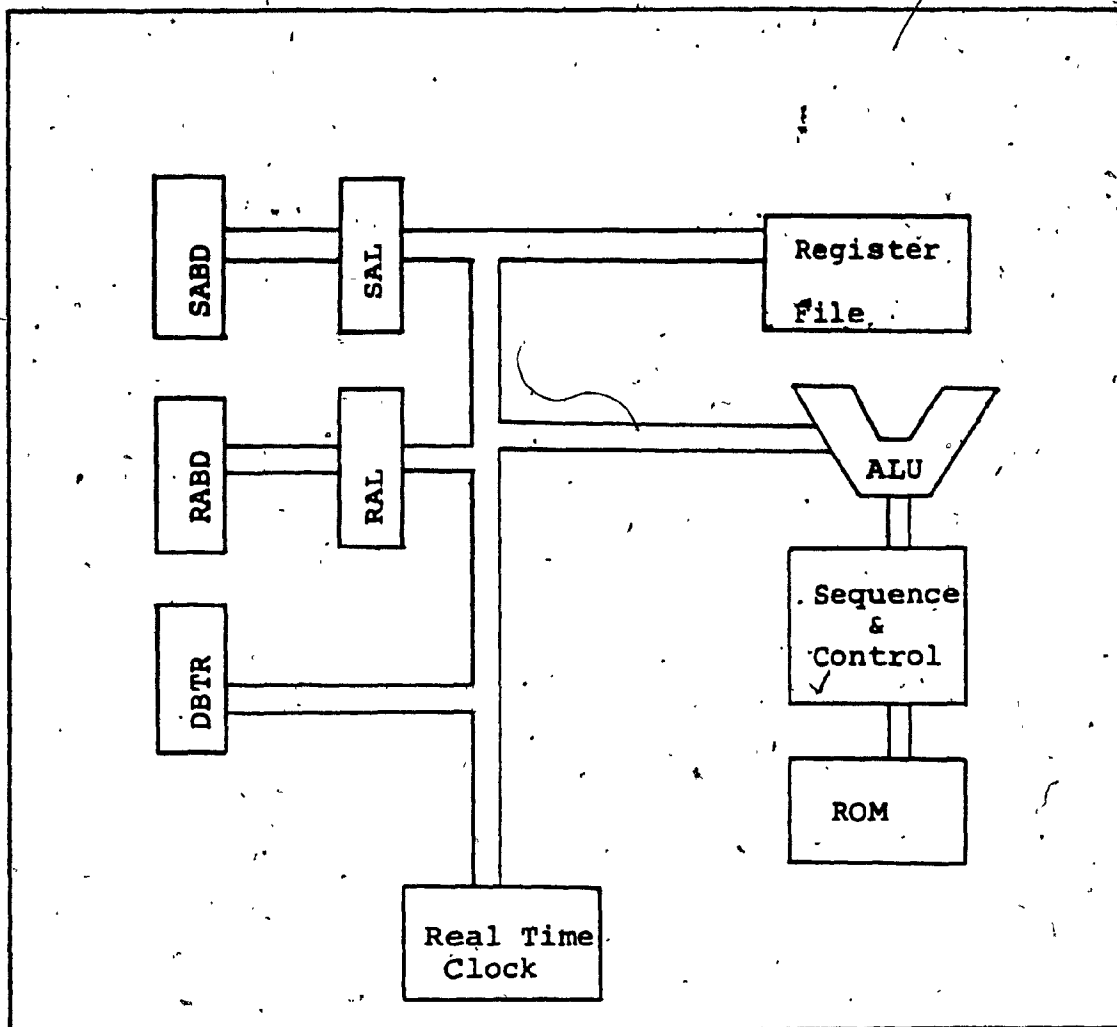 SABD
SAL
Register
File
RABD
RAL
ALU
DBTR
Sequence
&
Control
ROM
Real Time
Clock